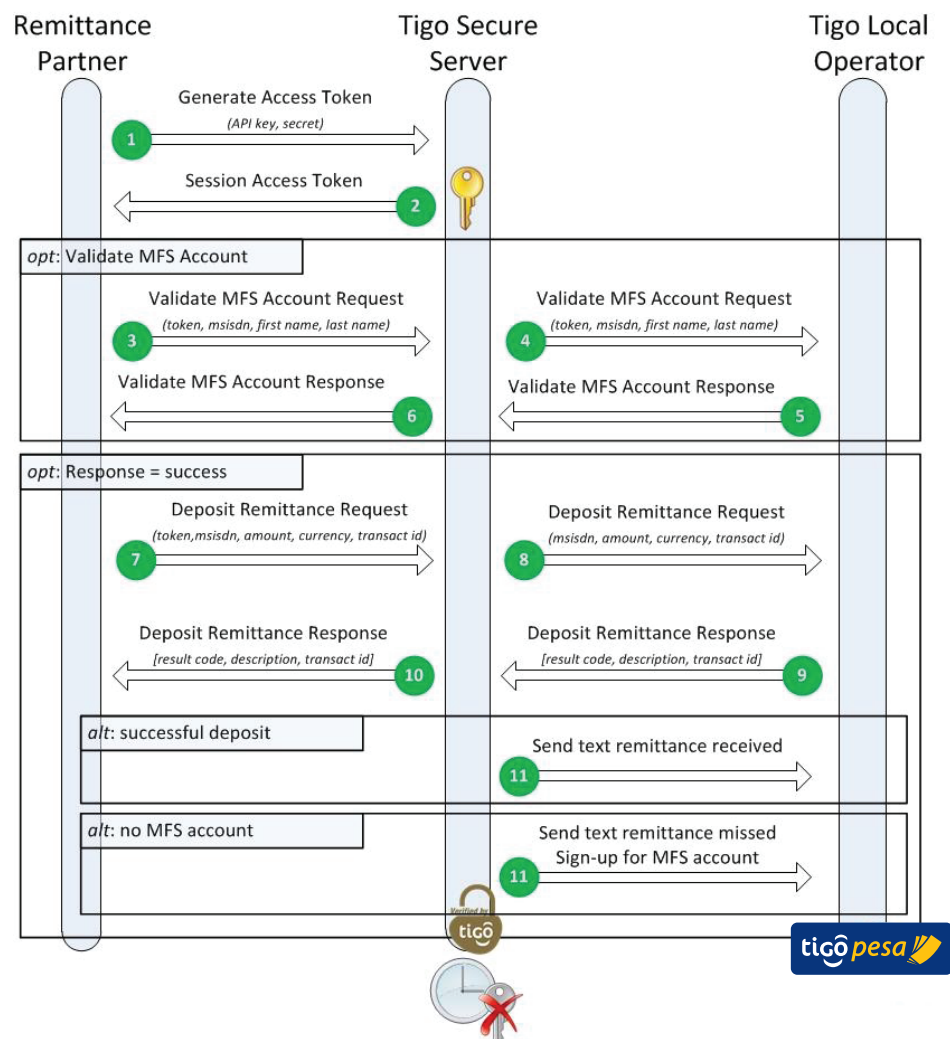 Remittance
Partner
Tigo Secure
Server
Tigo Local
Operator
Generate Access Token
(API key, secret)
1
Session Access Token
2
opt: Validate MFS Account
Validate MFS Account Request
(token, msisdn, first name, last name)
3
Validate MFS Account Request
(token, msisdn, first name, last name)
4
Validate MFS Account Response
6
Validate MFS Account Response
5
opt: Response = success
Deposit Remittance Request
(token,msisdn, amount, currency, transact id)
7
Deposit Remittance Request
(msisdn, amount, currency, transact id)
8
Deposit Remittance Response
[result code, description, transact id]
10
Deposit Remittance Response
[result code, description, transact id]
9
alt: successful deposit
Send text remittance received
11
alt: no MFS account
Send text remittance missed
Sign-up for MFS account
11
Verified by
tigo
tigo pesa